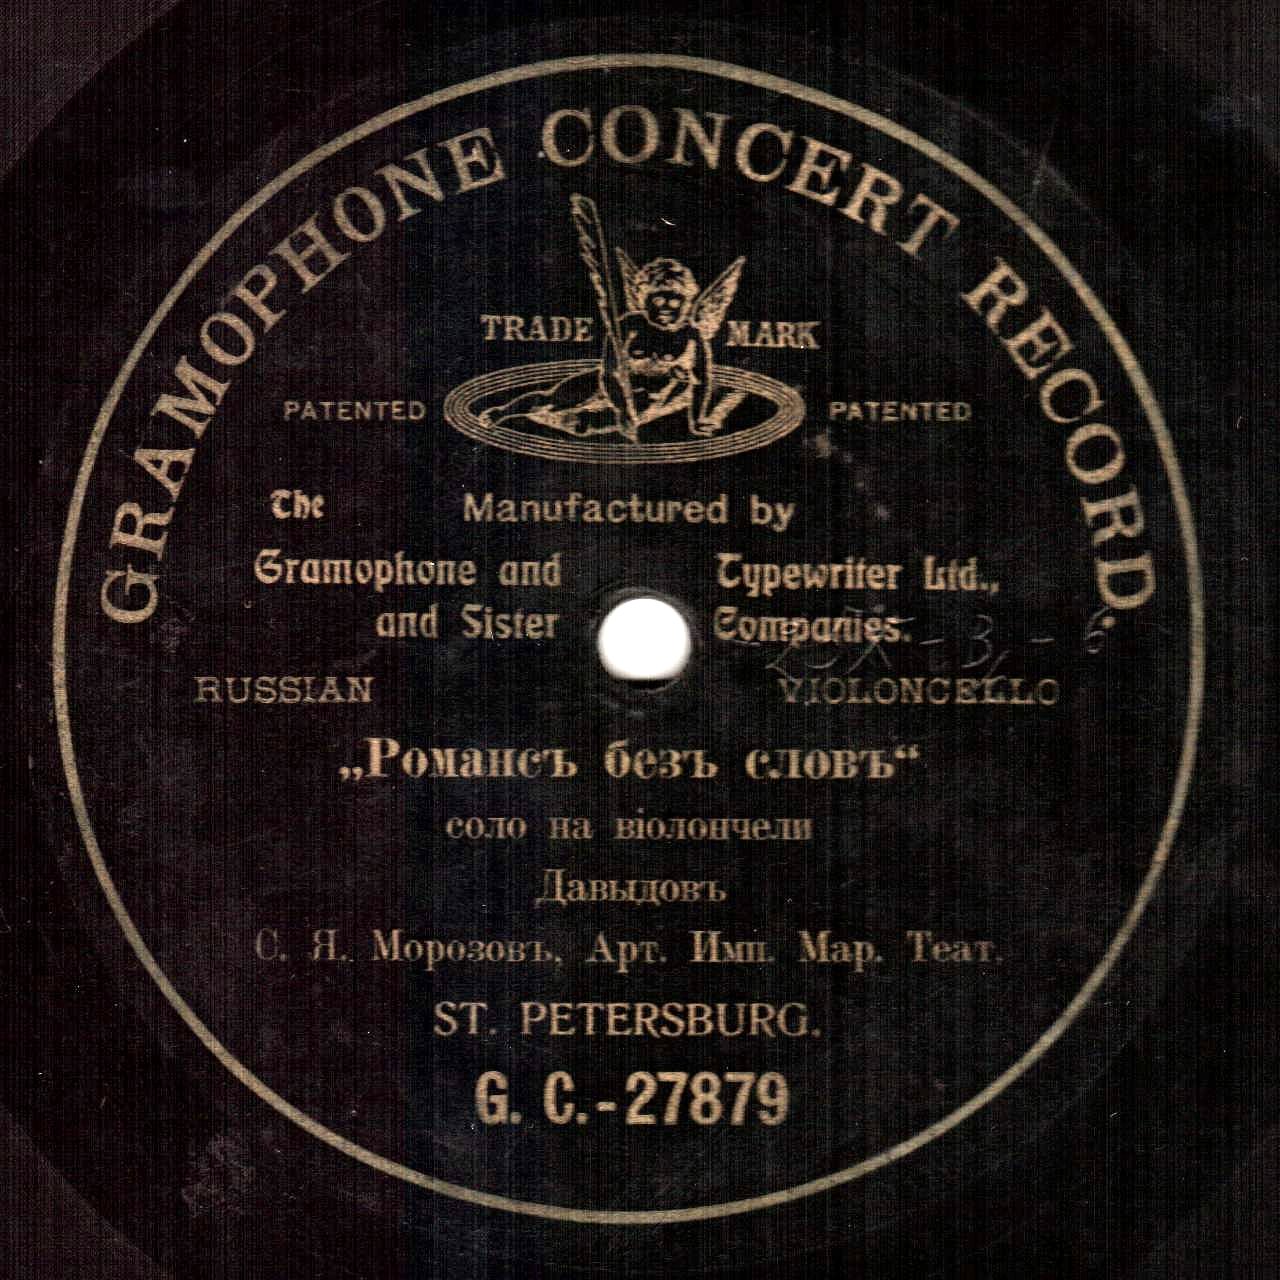 GRAMOPHONE CONCERT RECORD.
TRADE MARK
PATENTED PATENTED
The Manufactured by
Gramophone and Typewriter Ltd.,
and Sister Companies.
RUSSIAN VIOLONCELLO
„Романсъ безъ словъ“
соло на віолончели
Давыдовъ
С. Я. Морозовъ, Арт. Имп. Мар. Теат.
ST. PETERSBURG.
G. C.-27879